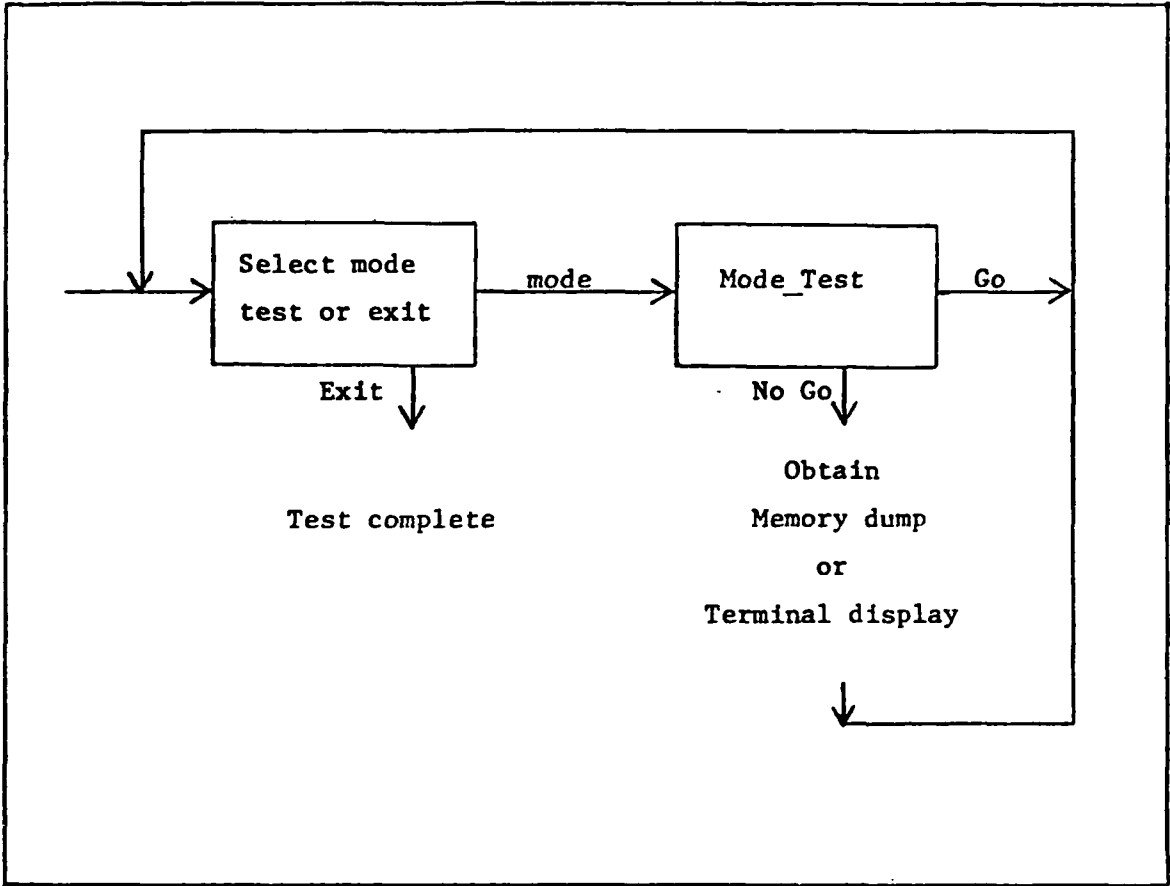 Select mode
test or exit
mode
Mode_Test
Go
Exit
No Go
Test complete
Obtain
Memory dump
or
Terminal display